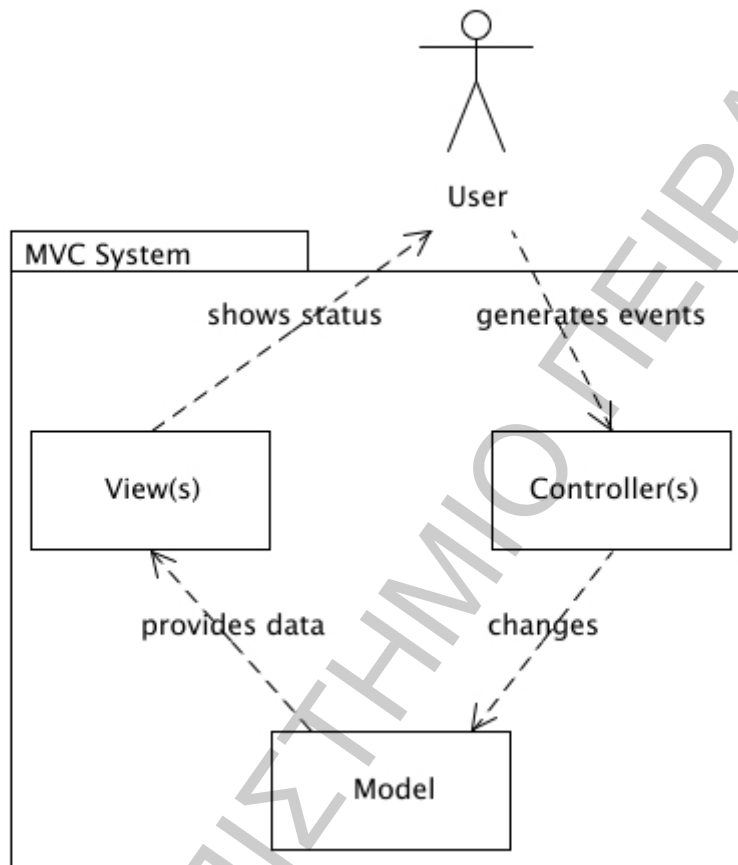 User
MVC System
shows status
generates events
View(s)
Controller(s)
provides data
changes
Model